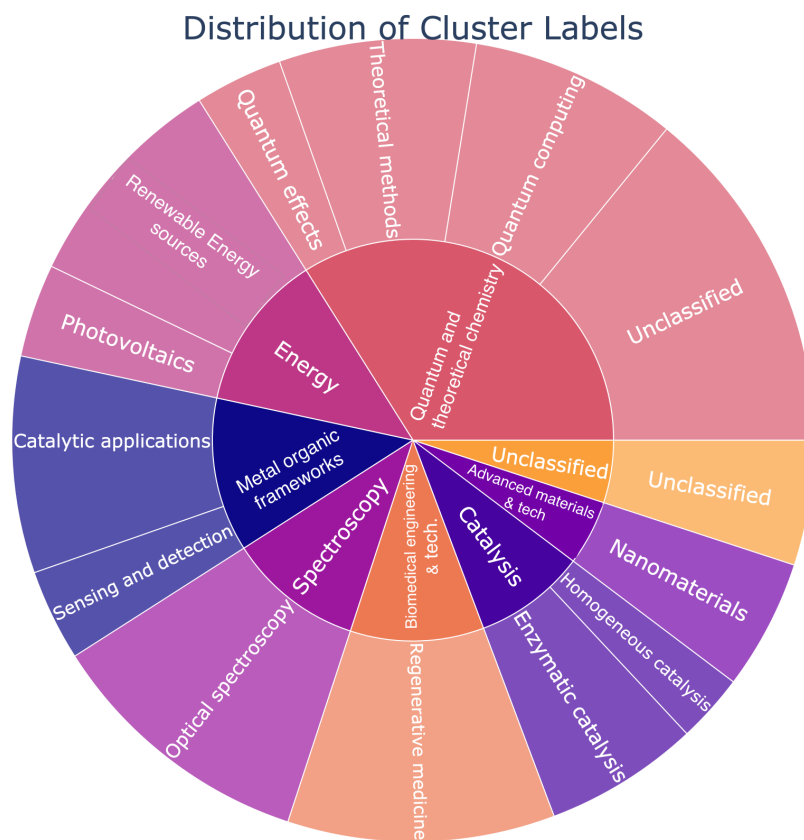 Distribution of Cluster Labels
Theoretical methods
Quantum computing
Quantum effects
Unclassified
Renewable Energy
sources
Photovoltaics
Energy
Quantum and
theoretical chemistry
Catalytic applications
Metal organic
frameworks
Sensing and detection
Spectroscopy
Optical spectroscopy
Biomedical engineering
& tech.
Regenerative medicine
Catalysis
Enzymatic catalysis
Homogeneous catalysis
Advanced materials
& tech
Nanomaterials
Unclassified
Unclassified